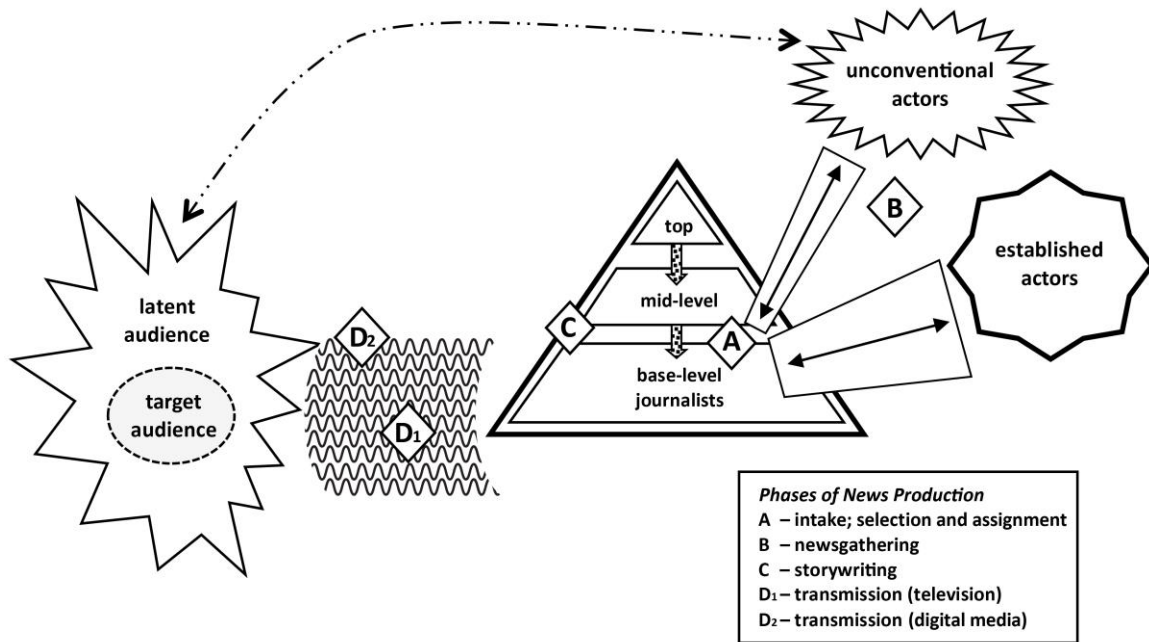 unconventional
actors
B
top
established
actors
latent
audience
mid-level
D2
C
A
base-level
journalists
target
audience
D1
Phases of News Production
A – intake; selection and assignment
B – newsgathering
C – storywriting
D1 – transmission (television)
D2 – transmission (digital media)